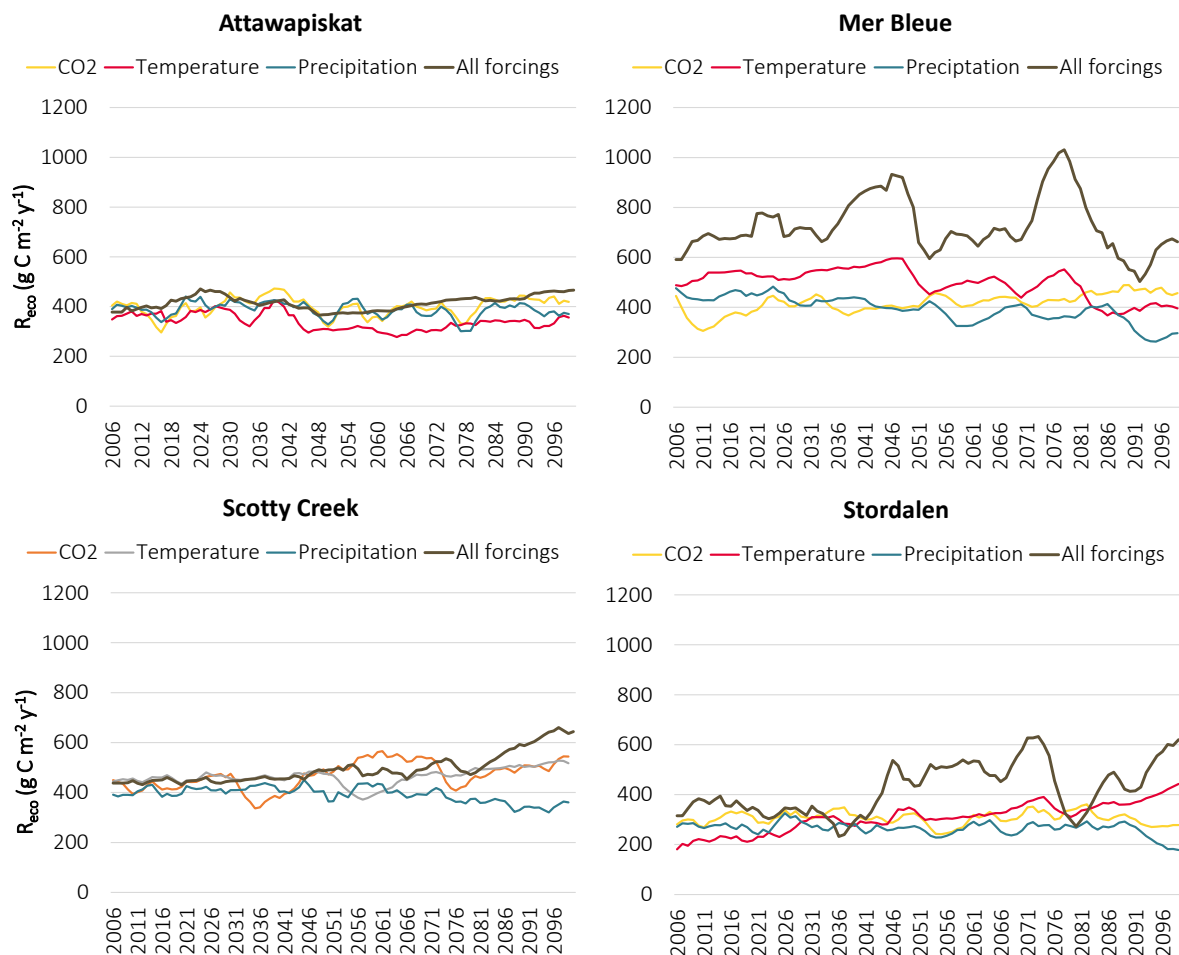 Attawapiskat
CO2 Temperature Precipitation All forcings
1200
1000
800
600
400
200
0
Reco (g C m-2 y-1)
2006 2012 2018 2024 2030 2036 2042 2048 2054 2060 2066 2072 2078 2084 2090 2096
Mer Bleue
CO2 Temperature Precipitation All forcings
1200
1000
800
600
400
200
0
2006 2011 2016 2021 2026 2031 2036 2041 2046 2051 2056 2061 2066 2071 2076 2081 2086 2091 2096
Scotty Creek
CO2 Temperature Precipitation All forcings
1200
1000
800
600
400
200
0
Reco (g C m-2 y-1)
2006 2011 2016 2021 2026 2031 2036 2041 2046 2051 2056 2061 2066 2071 2076 2081 2086 2091 2096
Stordalen
CO2 Temperature Precipitation All forcings
1200
1000
800
600
400
200
0
2006 2011 2016 2021 2026 2031 2036 2041 2046 2051 2056 2061 2066 2071 2076 2081 2086 2091 2096